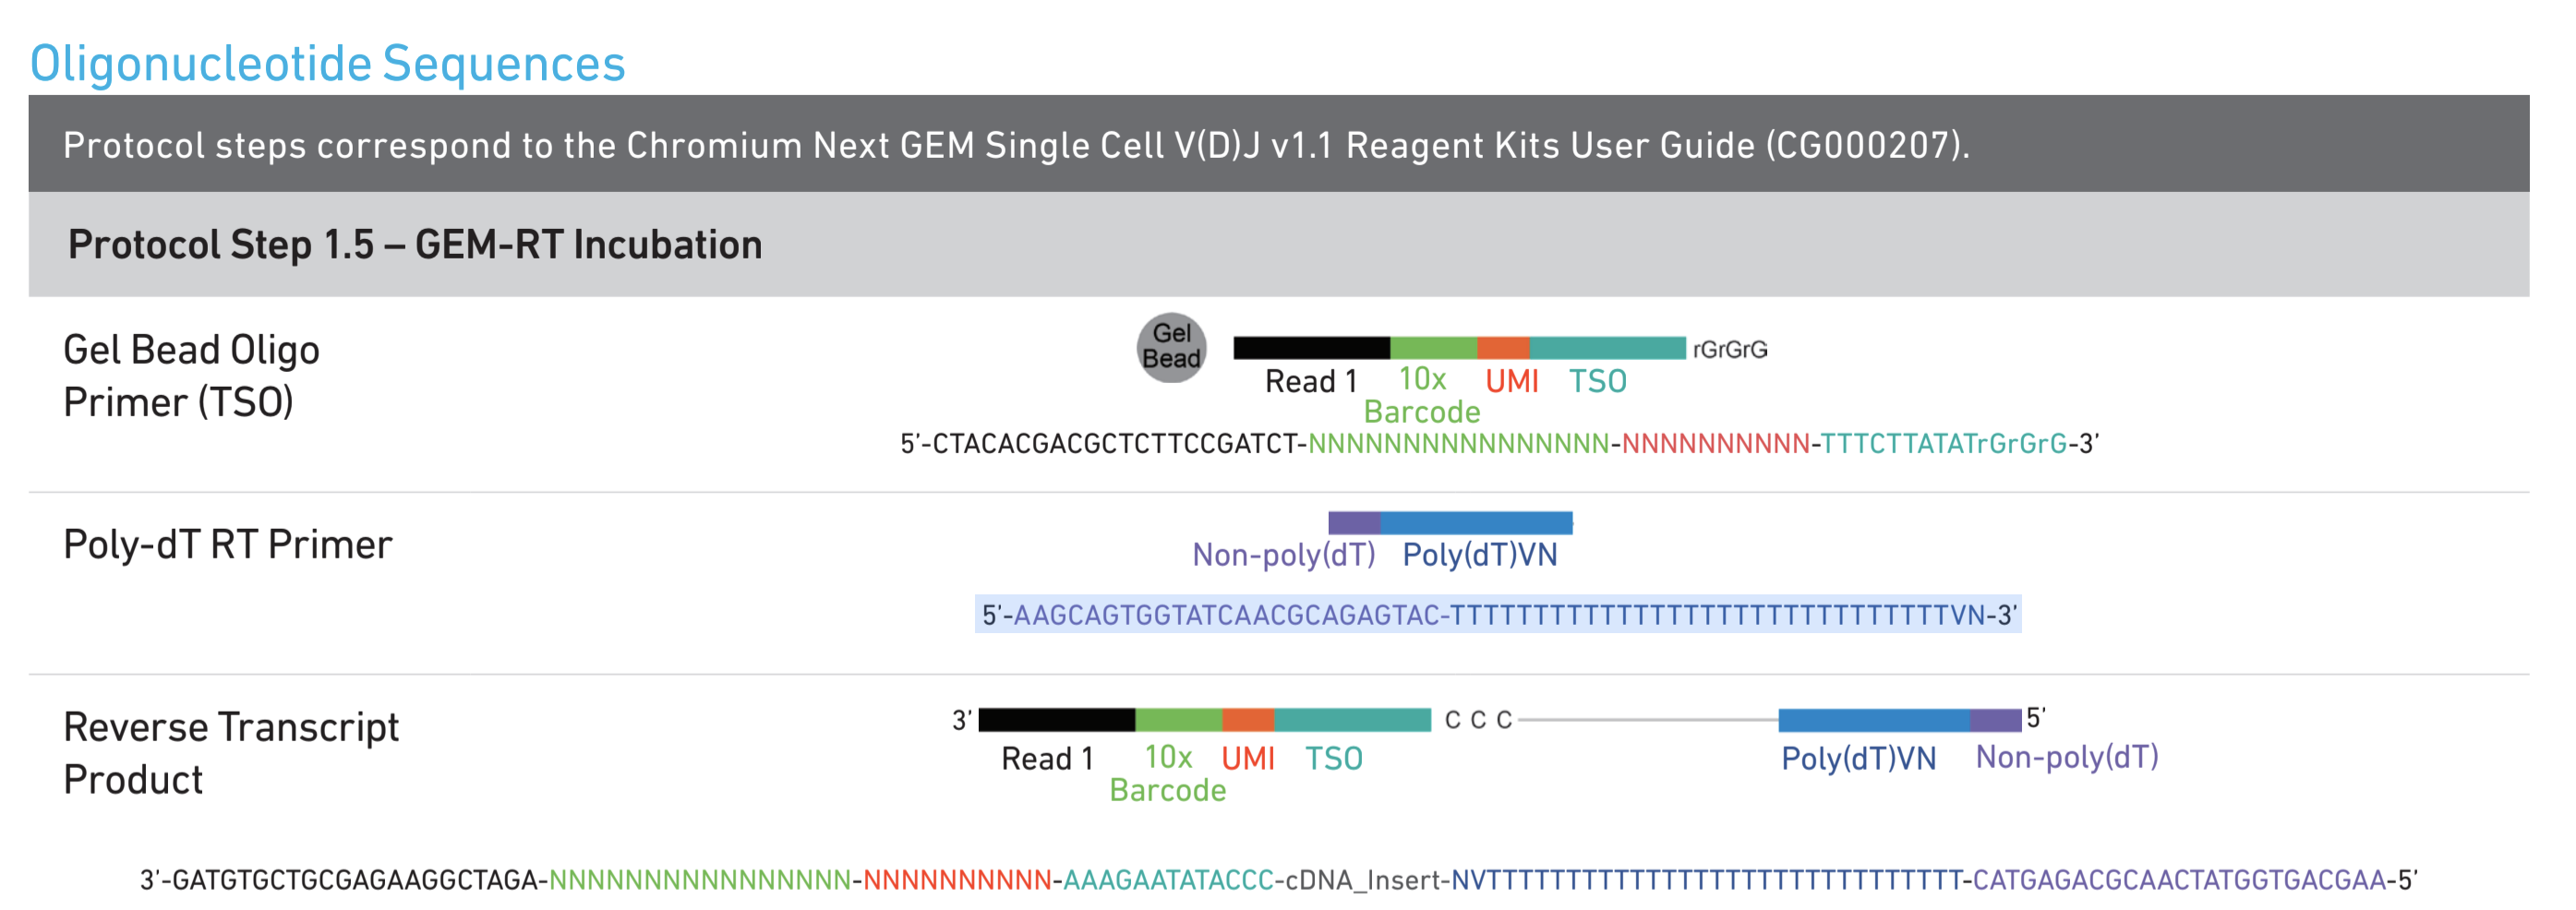 Oligonucleotide Sequences
Protocol steps correspond to the Chromium Next GEM Single Cell V(D)J v1.1 Reagent Kits User Guide (CG000207).
Protocol Step 1.5 – GEM-RT Incubation
Gel Bead Oligo
Primer (TSO)
Gel
Bead
rGrGrG
Read 1 10x UMI TSO
Barcode
5’-CTACACGACGCTCTTCCGATCT-NNNNNNNNNNNNNNNN-NNNNNNNNNN-TTTCTTATATrGrGrG-3’
Poly-dT RT Primer
Non-poly(dT) Poly(dT)VN
5’-AAGCAGTGGTATCAACGCAGAGTAC-TTTTTTTTTTTTTTTTTTTTTTTTTTTTTTVN-3’
Reverse Transcript
Product
3’ C C C 5’
Read 1 10x UMI TSO Poly(dT)VN Non-poly(dT)
Barcode
3’-GATGTGCTGCGAGAAGGCTAGA-NNNNNNNNNNNNNNNN-NNNNNNNNNN-AAAGAATATACCC-cDNA_Insert-NVTTTTTTTTTTTTTTTTTTTTTTTTTTTTTT-CATGAGACGCAACTATGGTGACGAA-5’